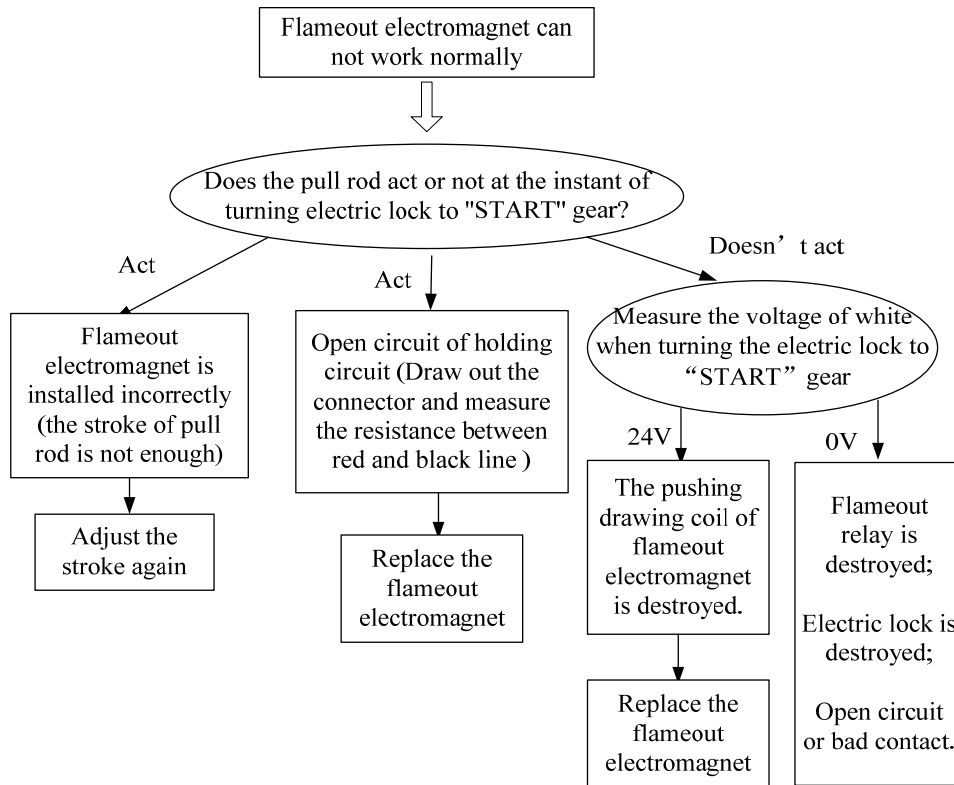 Flameout electromagnet can
not work normally
Does the pull rod act or not at the instant of
turning electric lock to "START" gear?
Act
Act
Doesn't act
Flameout
electromagnet is
installed incorrectly
(the stroke of pull
rod is not enough)
Adjust the
stroke again
Open circuit of holding
circuit (Draw out the
connector and measure
the resistance between
red and black line )
Replace the
flameout
electromagnet
Measure the voltage of white
when turning the electric lock to
“START” gear
24V
0V
The pushing
drawing coil of
flameout
electromagnet
is destroyed.
Replace the
flameout
electromagnet
Flameout
relay is
destroyed;
Electric lock is
destroyed;
Open circuit
or bad contact.